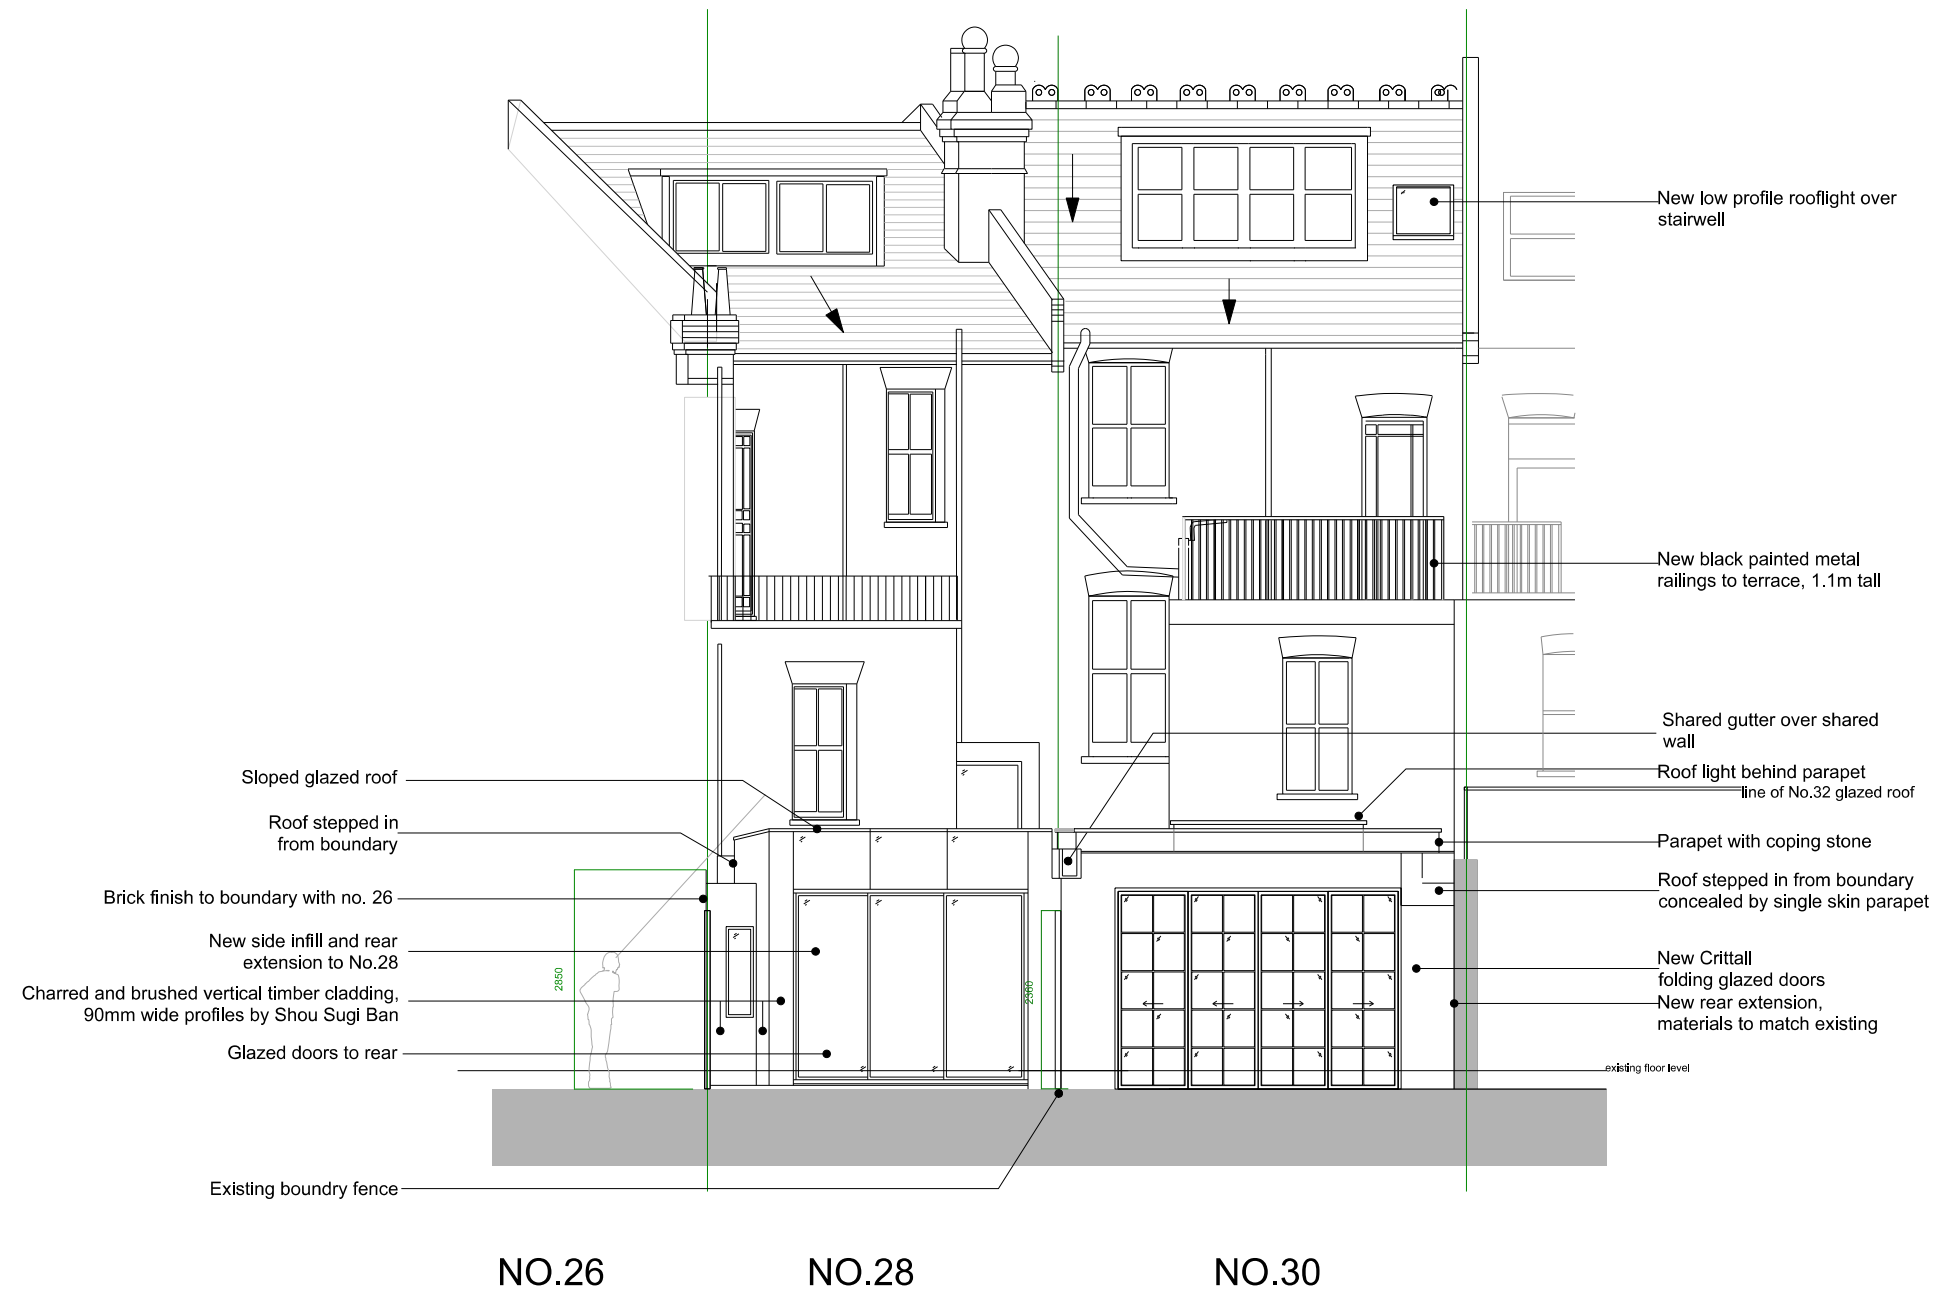 New low profile rooflight over
stairwell
New black painted metal
railings to terrace, 1.1m tall
Shared gutter over shared
wall
Roof light behind parapet
line of No.32 glazed roof
Parapet with coping stone
Roof stepped in from boundary
concealed by single skin parapet
New Crittall
folding glazed doors
New rear extension,
materials to match existing
existing floor level
Sloped glazed roof
Roof stepped in
from boundary
Brick finish to boundary with no. 26
New side infill and rear
extension to No.28
Charred and brushed vertical timber cladding,
90mm wide profiles by Shou Sugi Ban
Glazed doors to rear
Existing boundry fence
2850
2360
NO.26
NO.28
NO.30